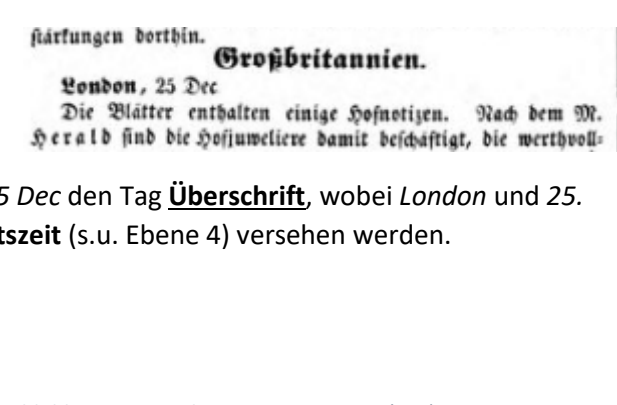 stärkungen dorthin.
Großbritannien.
London, 25 Dec
Die Blätter enthalten einige Hofnotizen. Nach dem M.
Herald sind die Hofjuweliere damit beschäftigt, die werthvoll-
5 Dec den Tag Überschrift, wobei London und 25.
tszeit (s.u. Ebene 4) versehen werden.